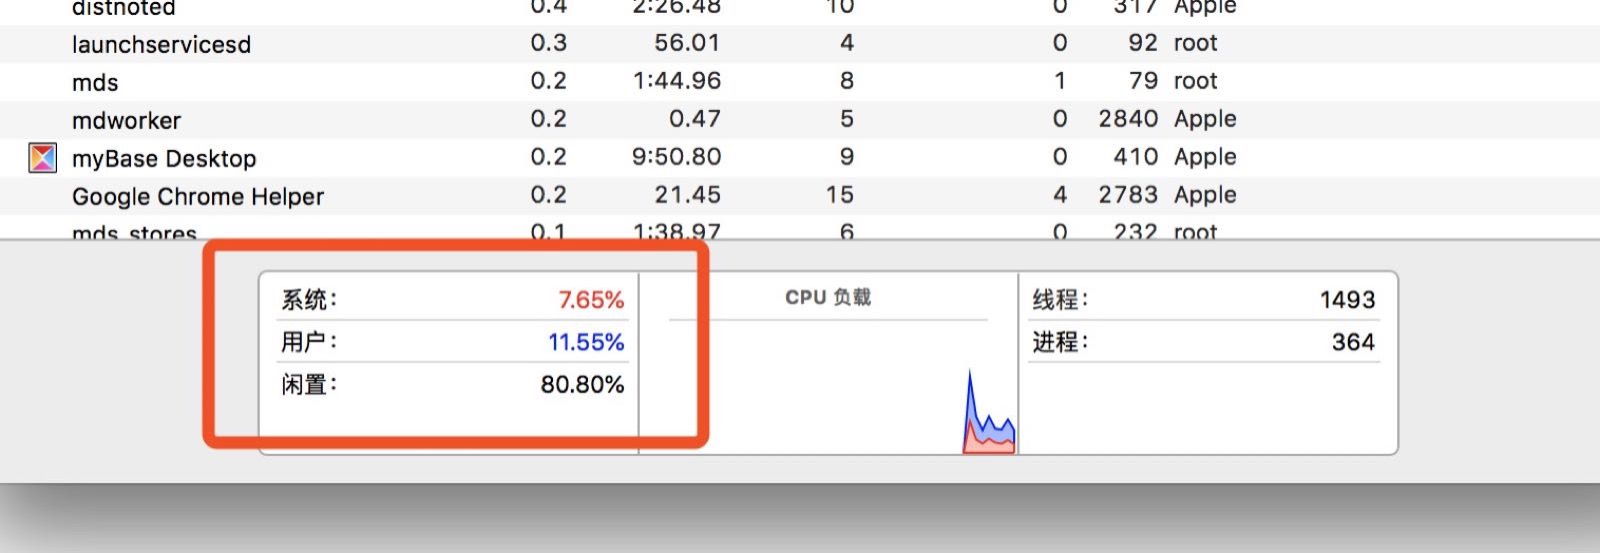 distnoted 0.4 2:26.48 10 0 317 Apple
launchservicesd 0.3 56.01 4 0 92 root
mds 0.2 1:44.96 8 1 79 root
mdworker 0.2 0.47 5 0 2840 Apple
myBase Desktop 0.2 9:50.80 9 0 410 Apple
Google Chrome Helper 0.2 21.45 15 4 2783 Apple
mds_stores 0.1 1:38.97 6 0 232 root
系统： 7.65% CPU 负载 线程： 1493
用户： 11.55% 进程： 364
闲置： 80.80%